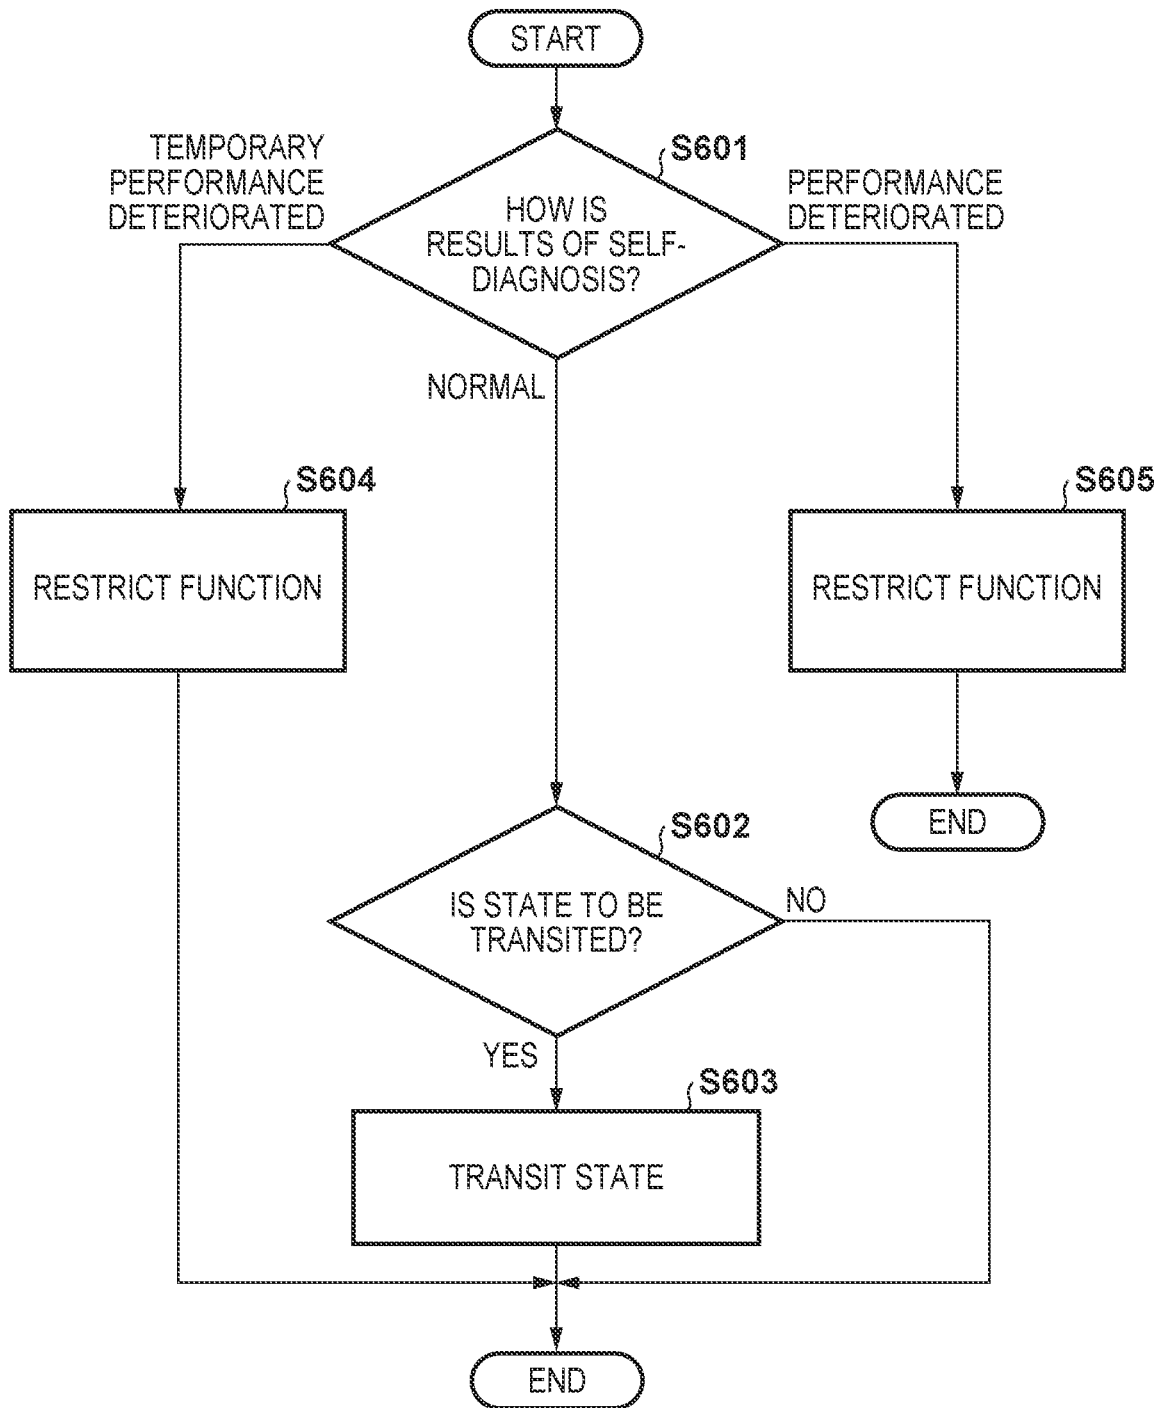 START
S601
TEMPORARY
PERFORMANCE
DETERIORATED
HOW IS
RESULTS OF SELF-
DIAGNOSIS?
PERFORMANCE
DETERIORATED
NORMAL
S604
RESTRICT FUNCTION
S605
RESTRICT FUNCTION
END
S602
IS STATE TO BE
TRANSITED?
NO
YES
S603
TRANSIT STATE
END